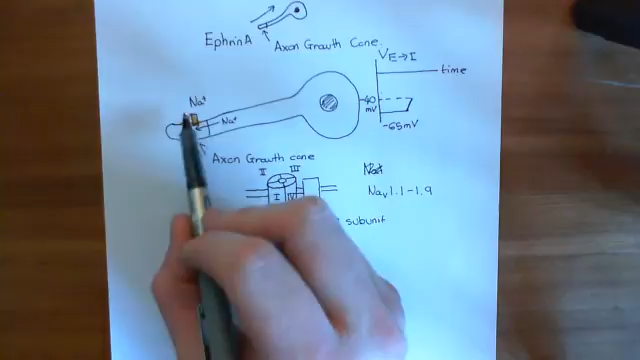 EphrinA
Axon Growth Cone.
VE→I
time
-40
mV
-65mV
Na+
Na+
Axon Growth cone
II III
I IV
Nav1.1-1.9
subunit